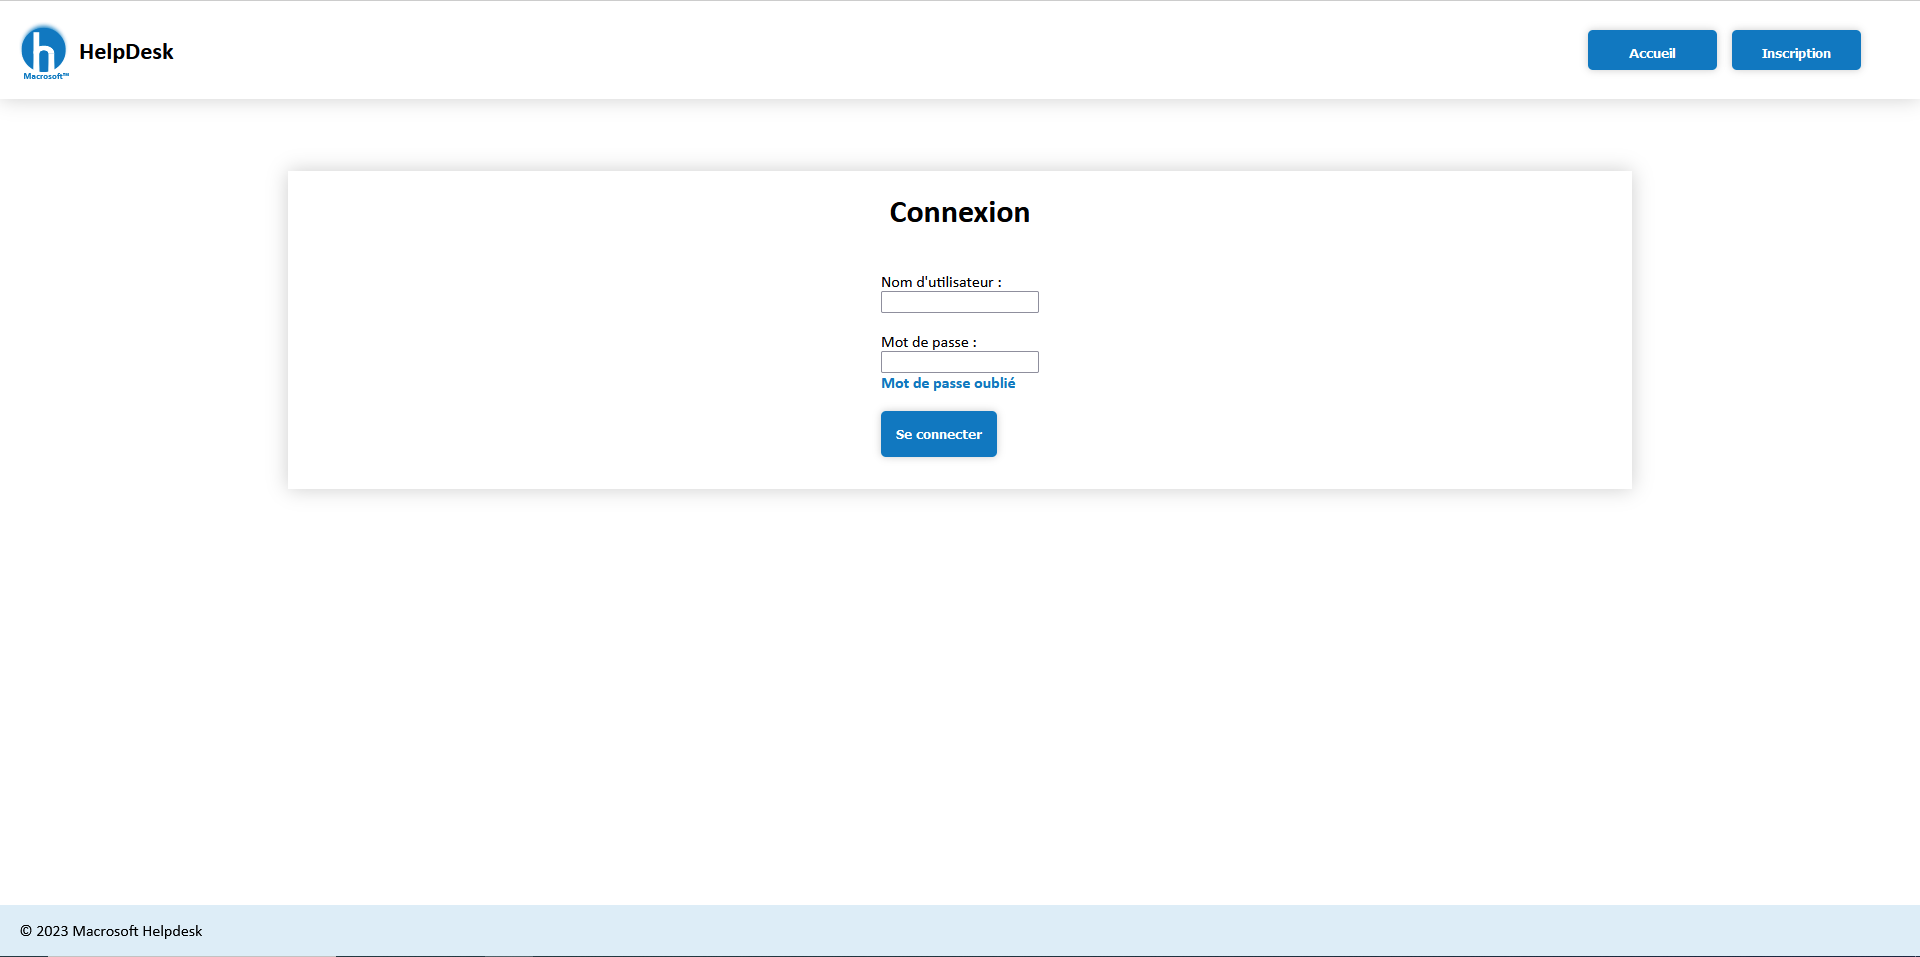 Macrosoft™
HelpDesk
Accueil
Inscription
Connexion
Nom d'utilisateur :
Mot de passe :
Mot de passe oublié
Se connecter
© 2023 Macrosoft Helpdesk